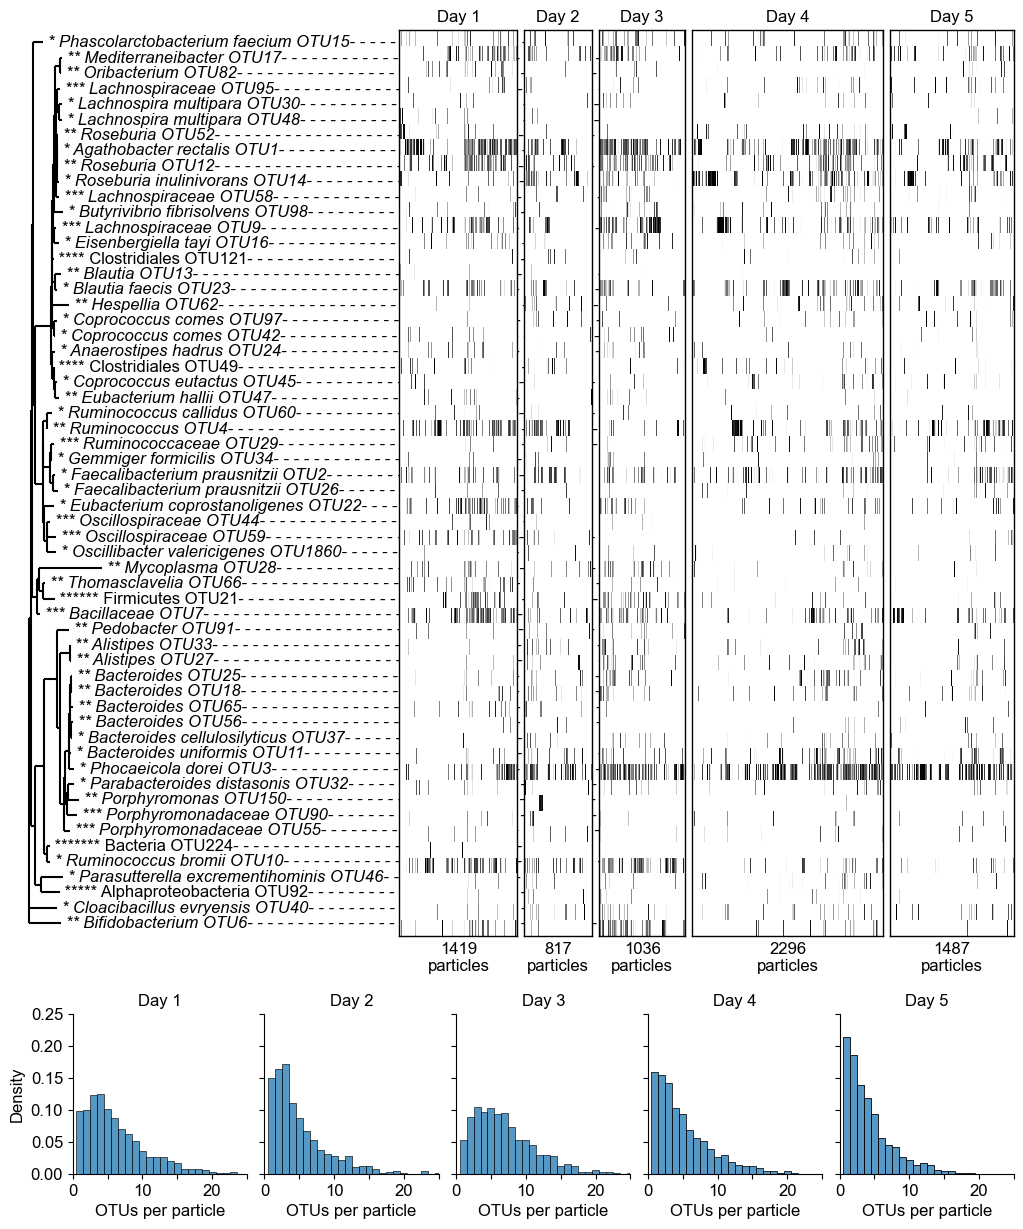 Day 1 Day 2 Day 3 Day 4 Day 5
* Phascolarctobacterium faecium OTU15
** Mediterraneibacter OTU17
** Oribacterium OTU82
*** Lachnospiraceae OTU95
* Lachnospira multipara OTU30
* Lachnospira multipara OTU48
** Roseburia OTU52
* Agathobacter rectalis OTU1
** Roseburia OTU12
* Roseburia inulinivorans OTU14
*** Lachnospiraceae OTU58
* Butyrivibrio fibrisolvens OTU98
*** Lachnospiraceae OTU9
* Eisenbergiella tayi OTU16
**** Clostridiales OTU121
** Blautia OTU13
* Blautia faecis OTU23
** Hespellia OTU62
* Coprococcus comes OTU97
* Coprococcus comes OTU42
* Anaerostipes hadrus OTU24
**** Clostridiales OTU49
* Coprococcus eutactus OTU45
** Eubacterium hallii OTU47
* Ruminococcus callidus OTU60
** Ruminococcus OTU4
*** Ruminococcaceae OTU29
* Gemmiger formicilis OTU34
* Faecalibacterium prausnitzii OTU2
* Faecalibacterium prausnitzii OTU26
* Eubacterium coprostanoligenes OTU22
*** Oscillospiraceae OTU44
*** Oscillospiraceae OTU59
* Oscillibacter valericigenes OTU1860
** Mycoplasma OTU28
** Thomasclavelia OTU66
****** Firmicutes OTU21
*** Bacillaceae OTU7
** Pedobacter OTU91
** Alistipes OTU33
** Alistipes OTU27
** Bacteroides OTU25
** Bacteroides OTU18
** Bacteroides OTU65
** Bacteroides OTU56
* Bacteroides cellulosilyticus OTU37
* Bacteroides uniformis OTU11
* Phocaeicola dorei OTU3
* Parabacteroides distasonis OTU32
** Porphyromonas OTU150
*** Porphyromonadaceae OTU90
*** Porphyromonadaceae OTU55
******* Bacteria OTU224
* Ruminococcus bromii OTU10
* Parasutterella excrementihominis OTU46
***** Alphaproteobacteria OTU92
* Cloacibacillus evryensis OTU40
** Bifidobacterium OTU6
1419 817 1036 2296 1487
particles particles particles particles particles
Day 1 Day 2 Day 3 Day 4 Day 5
0.25
0.20
0.15
0.10
0.05
0.00
Density
0 10 20 0 10 20 0 10 20 0 10 20 0 10 20
OTUs per particle OTUs per particle OTUs per particle OTUs per particle OTUs per particle